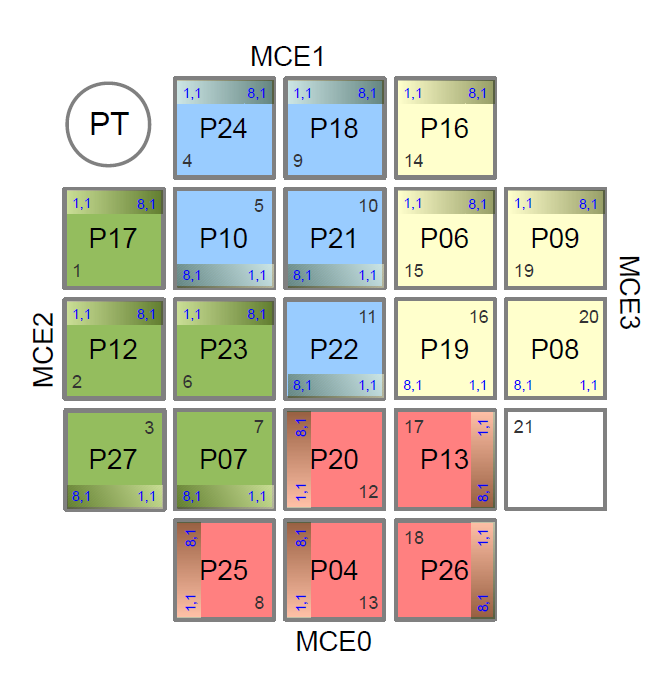 MCE1
PT
1,1 8,1
P24
4
1,1 8,1
P18
9
1,1 8,1
P16
14
1,1 8,1
P17
1
5
P10
8,1 1,1
10
P21
8,1 1,1
1,1 8,1
P06
15
1,1 8,1
P09
19
MCE3
MCE2
1,1 8,1
P12
2
1,1 8,1
P23
6
11
P22
8,1 1,1
16
P19
8,1 1,1
20
P08
8,1 1,1
3
P27
8,1 1,1
7
P07
8,1 1,1
8,1
P20
1,1
12
17
1,1
P13
8,1
21
8,1
P25
1,1
8
8,1
P04
1,1
13
18
1,1
P26
8,1
MCE0